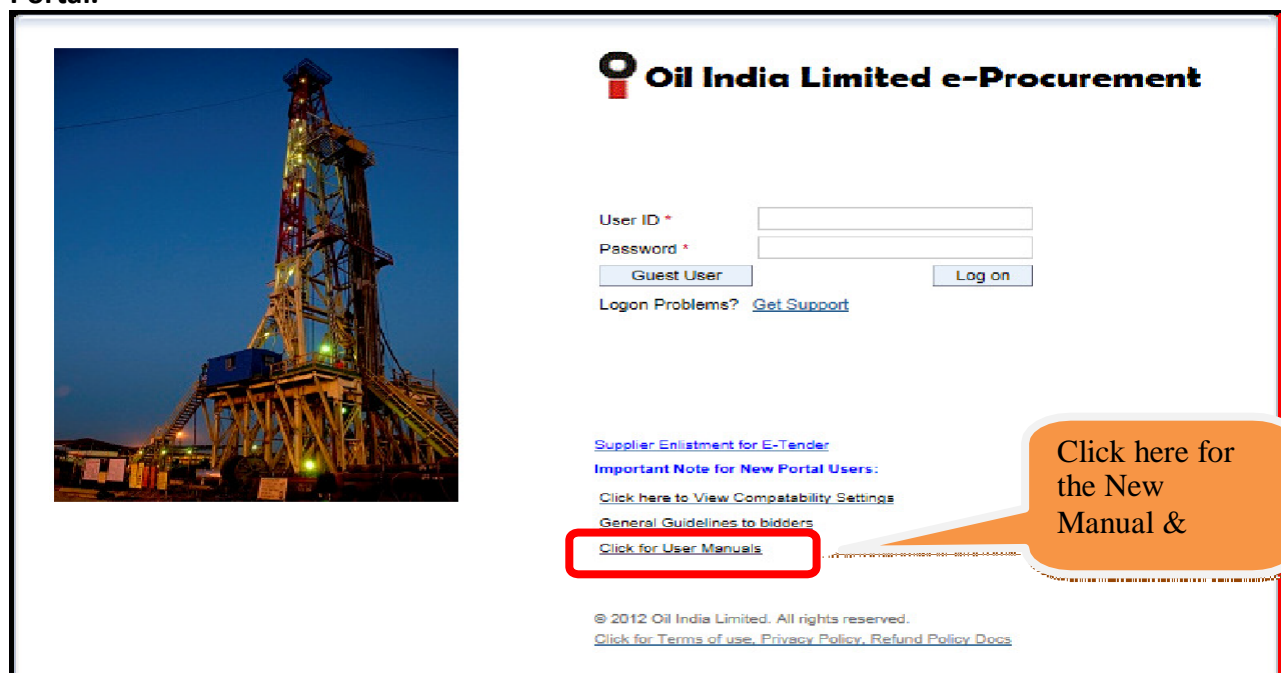 Portal.
Oil India Limited e-Procurement
User ID *
Password *
Guest User Log on
Logon Problems? Get Support
Supplier Enlistment for E-Tender
Important Note for New Portal Users:
Click here to View Compatability Settings
General Guidelines to bidders
Click for User Manuals
Click here for
the New
Manual &
© 2012 Oil India Limited. All rights reserved.
Click for Terms of use, Privacy Policy, Refund Policy Docs